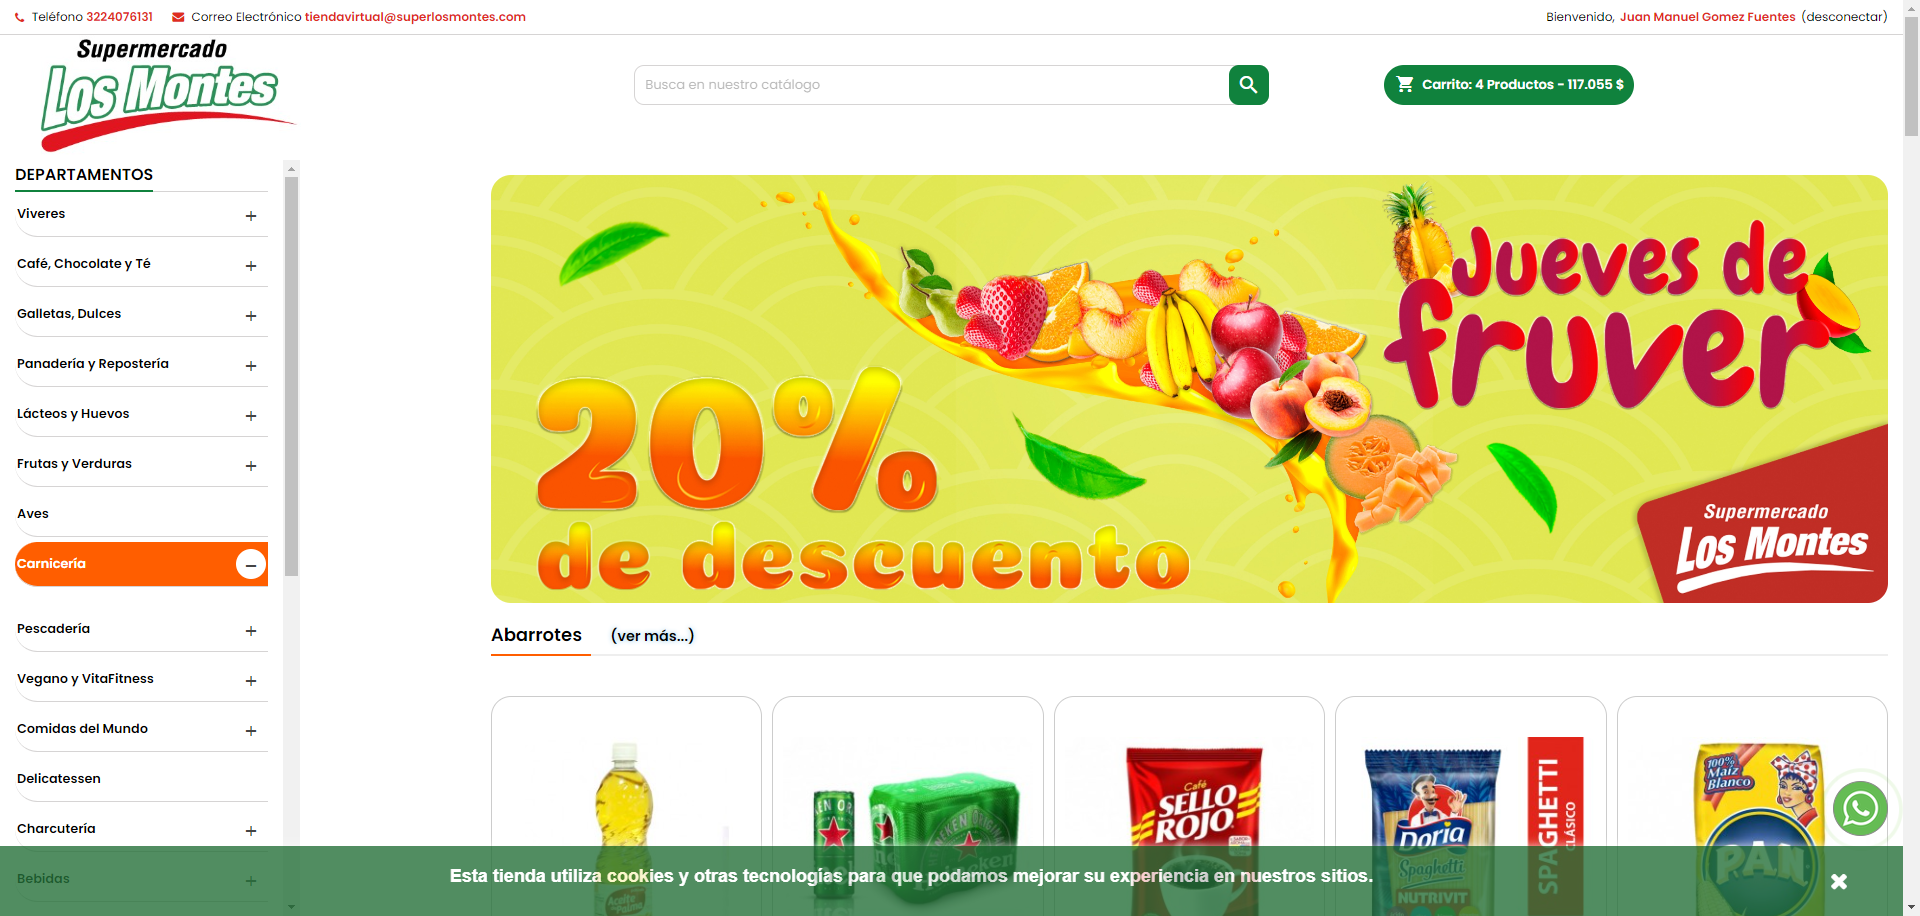 Teléfono 3224076131
Correo Electrónico tiendavirtual@superlosmontes.com
Bienvenido, Juan Manuel Gomez Fuentes (desconectar)
Supermercado
Los Montes
Busca en nuestro catálogo
Carrito: 4 Productos - 117.055 $
DEPARTAMENTOS
Viveres
Café, Chocolate y Té
Galletas, Dulces
Panadería y Repostería
Lácteos y Huevos
Frutas y Verduras
Aves
Carnicería
Pescadería
Vegano y VitaFitness
Comidas del Mundo
Delicatessen
Charcutería
Bebidas
Jueves de
fruver
20%
de descuento
Supermercado
Los Montes
Abarrotes
(ver más...)
Café
SELLO
ROJO
Doria
Spaghetti
NUTRIVIT
SPAGHETTI
CLÁSICO
100%
Maíz
Blanco
PAN
Aceite
de Palma
Esta tienda utiliza cookies y otras tecnologías para que podamos mejorar su experiencia en nuestros sitios.